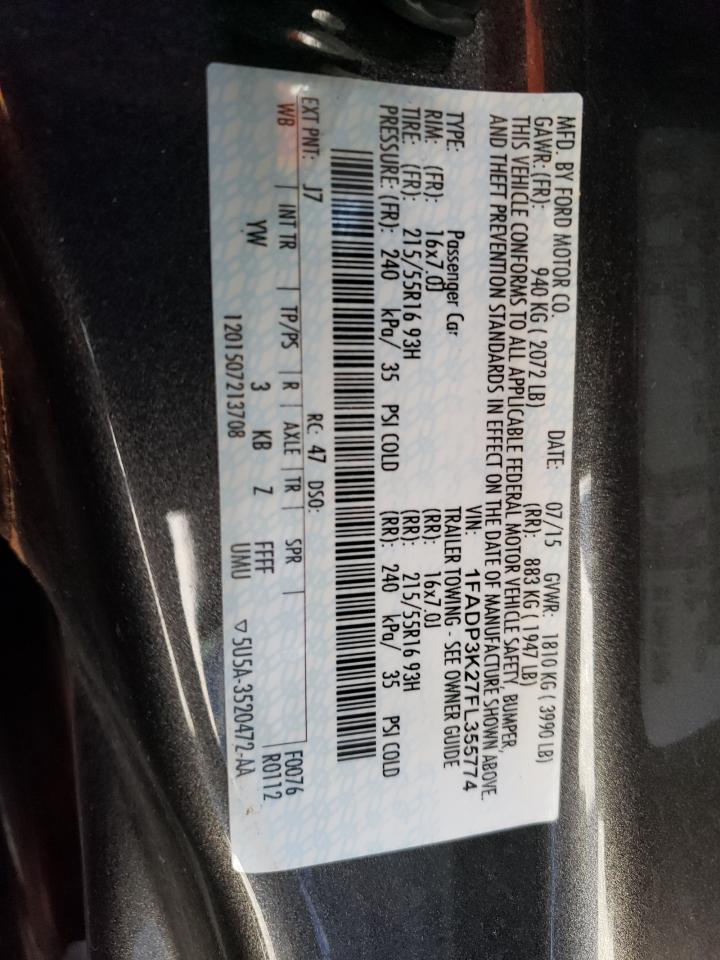 MFD. BY FORD MOTOR CO. DATE: 07/15 GVWR: 1810 KG ( 3990 LB)
GAWR:(FR): 940 KG ( 2072 LB) (RR): 883 KG ( 1947 LB)
THIS VEHICLE CONFORMS TO ALL APPLICABLE FEDERAL MOTOR VEHICLE SAFETY, BUMPER,
AND THEFT PREVENTION STANDARDS IN EFFECT ON THE DATE OF MANUFACTURE SHOWN ABOVE.
VIN: 1FADP3K27FL355774
TYPE: Passenger Car TRAILER TOWING - SEE OWNER GUIDE
RIM: (FR): 16x7.0J (RR): 16x7.0J
TIRE: (FR): 215/55R16 93H (RR): 215/55R16 93H
PRESSURE: (FR): 240 kPa/ 35 PSI COLD (RR): 240 kPa/ 35 PSI COLD
EXT PNT: J7 RC: 47 DSO: F0076
WB | INT TR | TP/PS | R | AXLE | TR | SPR | R0112
YW 3 KB Z FFFF
1201507213708 UMU ▽5U5A-3520472-AA